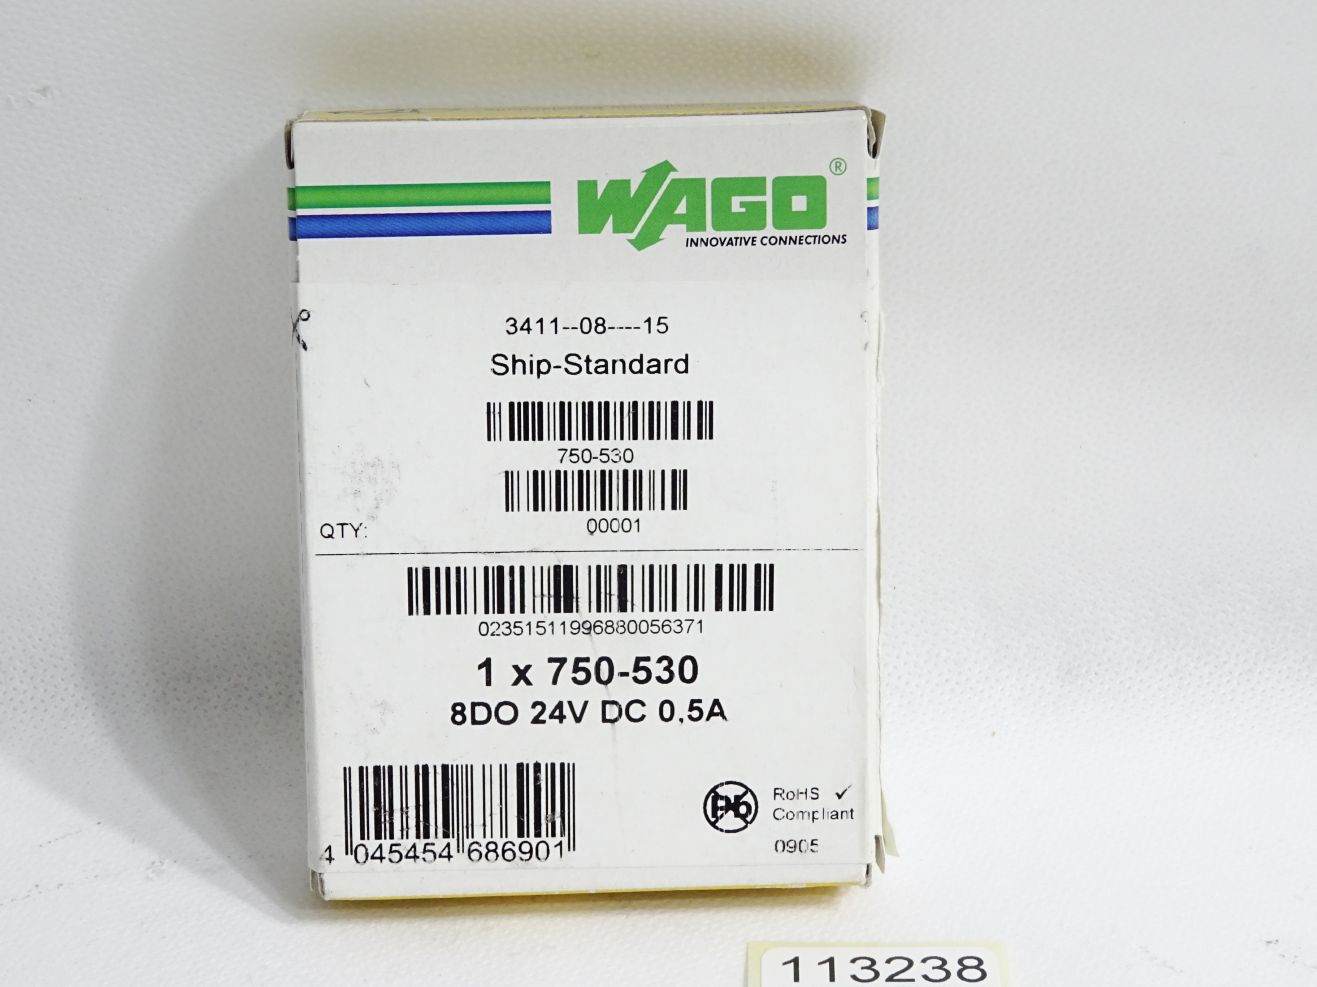 WAGO®
INNOVATIVE CONNECTIONS
3411--08----15
Ship-Standard
750-530
QTY: 00001
02351511996880056371
1 x 750-530
8DO 24V DC 0,5A
Pb
RoHS ✓
Compliant
0905
4 045454 686901
113238